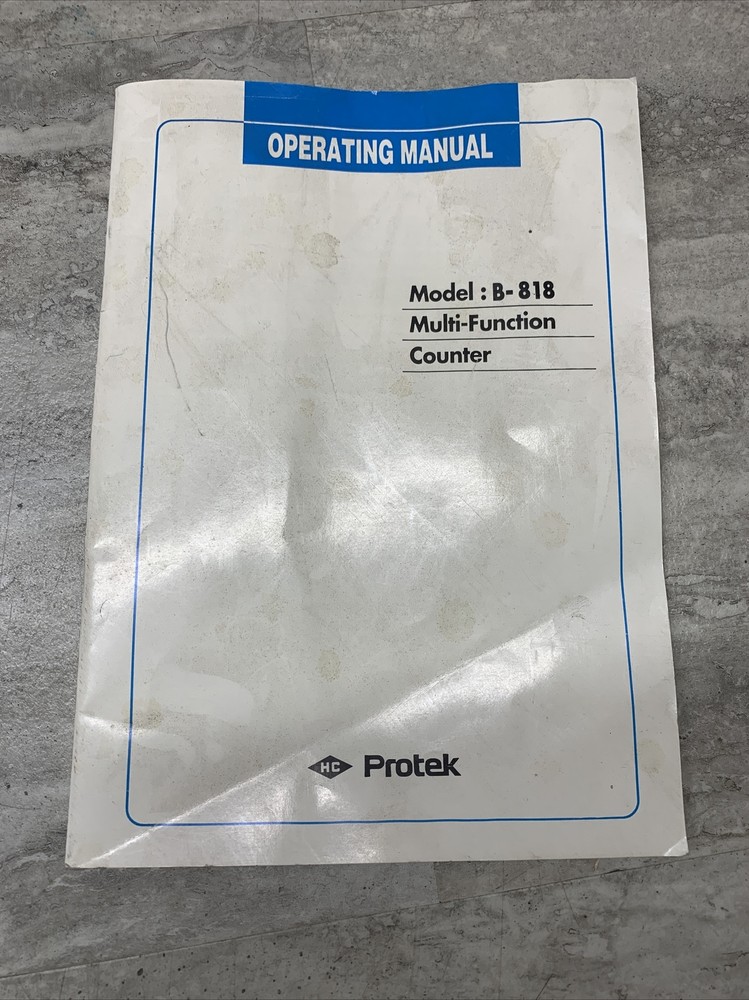 OPERATING MANUAL
Model : B-818
Multi-Function
Counter
HC Protek